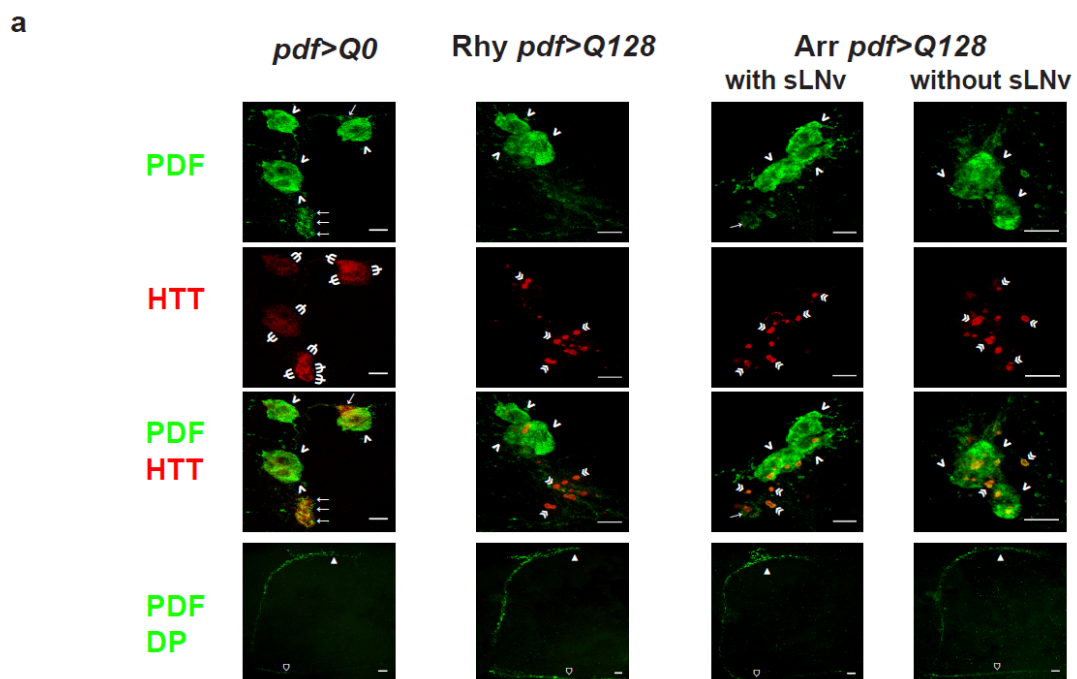 a
pdf>Q0
Rhy pdf>Q128
Arr pdf>Q128
with sLNv
without sLNv
PDF
HTT
PDF
HTT
PDF
DP